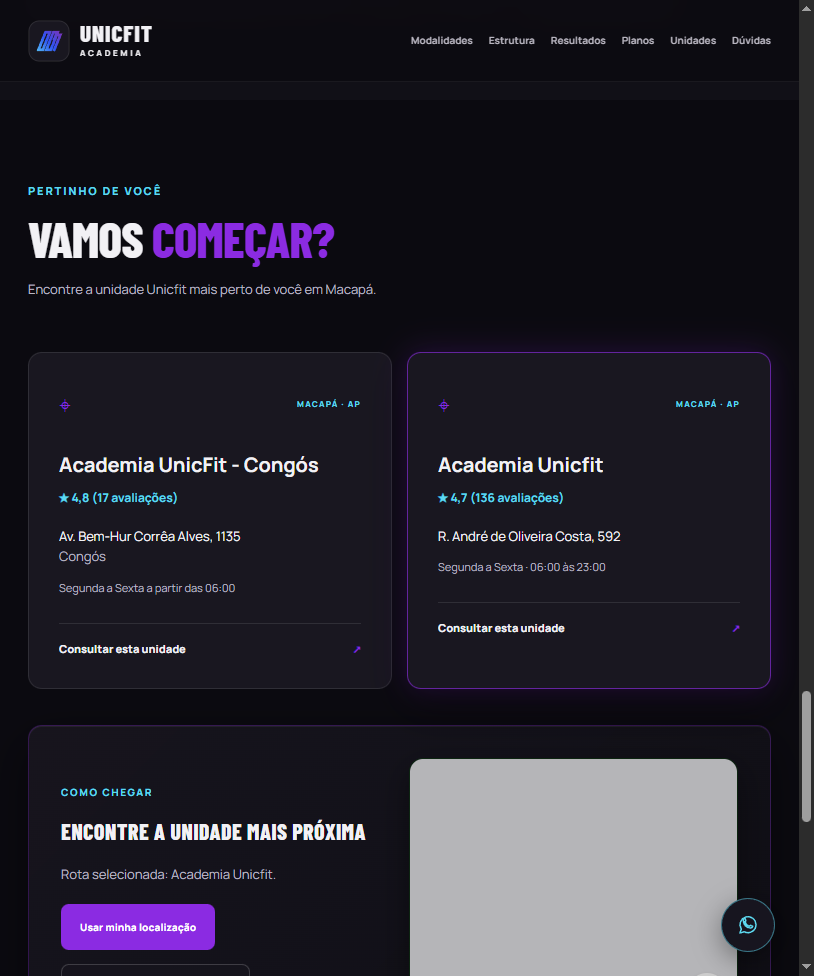 UNICFIT
ACADEMIA
Modalidades Estrutura Resultados Planos Unidades Dúvidas
PERTINHO DE VOCÊ
VAMOS COMEÇAR?
Encontre a unidade Unicfit mais perto de você em Macapá.
MACAPÁ · AP
Academia UnicFit - Congós
★ 4,8 (17 avaliações)
Av. Bem-Hur Corrêa Alves, 1135
Congós
Segunda a Sexta a partir das 06:00
Consultar esta unidade ↗
MACAPÁ · AP
Academia Unicfit
★ 4,7 (136 avaliações)
R. André de Oliveira Costa, 592
Segunda a Sexta · 06:00 às 23:00
Consultar esta unidade ↗
COMO CHEGAR
ENCONTRE A UNIDADE MAIS PRÓXIMA
Rota selecionada: Academia Unicfit.
Usar minha localização